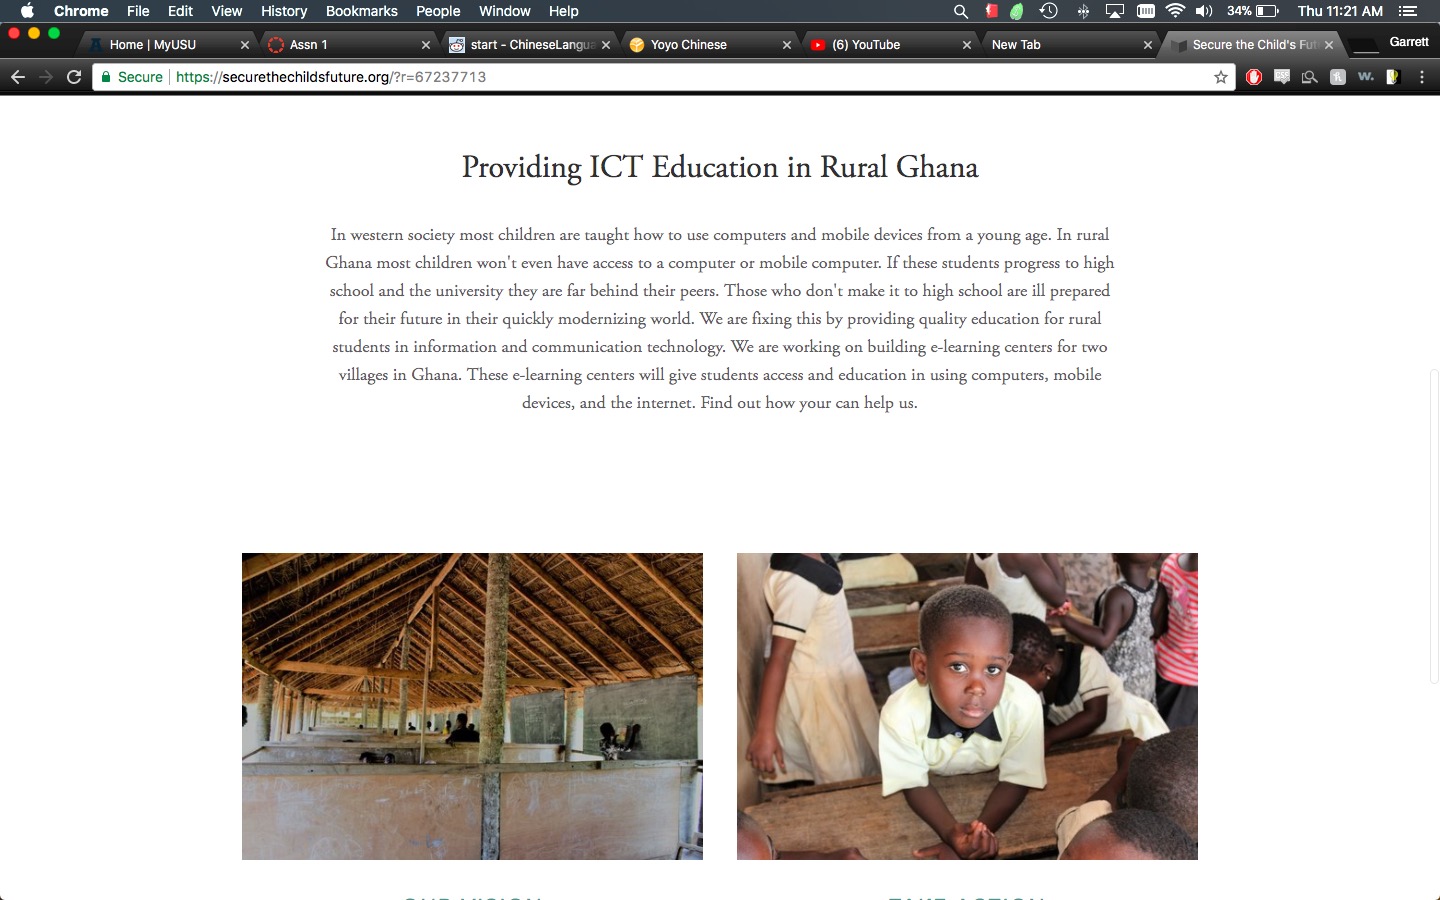 Chrome File Edit View History Bookmarks People Window Help 34% Thu 11:21 AM
Home | MyUSU Assn 1 start - ChineseLangua Yoyo Chinese (6) YouTube New Tab Secure the Child's Fut Garrett
Secure https://securethechildsfuture.org/?r=67237713
Providing ICT Education in Rural Ghana
In western society most children are taught how to use computers and mobile devices from a young age. In rural
Ghana most children won't even have access to a computer or mobile computer. If these students progress to high
school and the university they are far behind their peers. Those who don't make it to high school are ill prepared
for their future in their quickly modernizing world. We are fixing this by providing quality education for rural
students in information and communication technology. We are working on building e-learning centers for two
villages in Ghana. These e-learning centers will give students access and education in using computers, mobile
devices, and the internet. Find out how your can help us.
OUR VISION TAKE ACTION